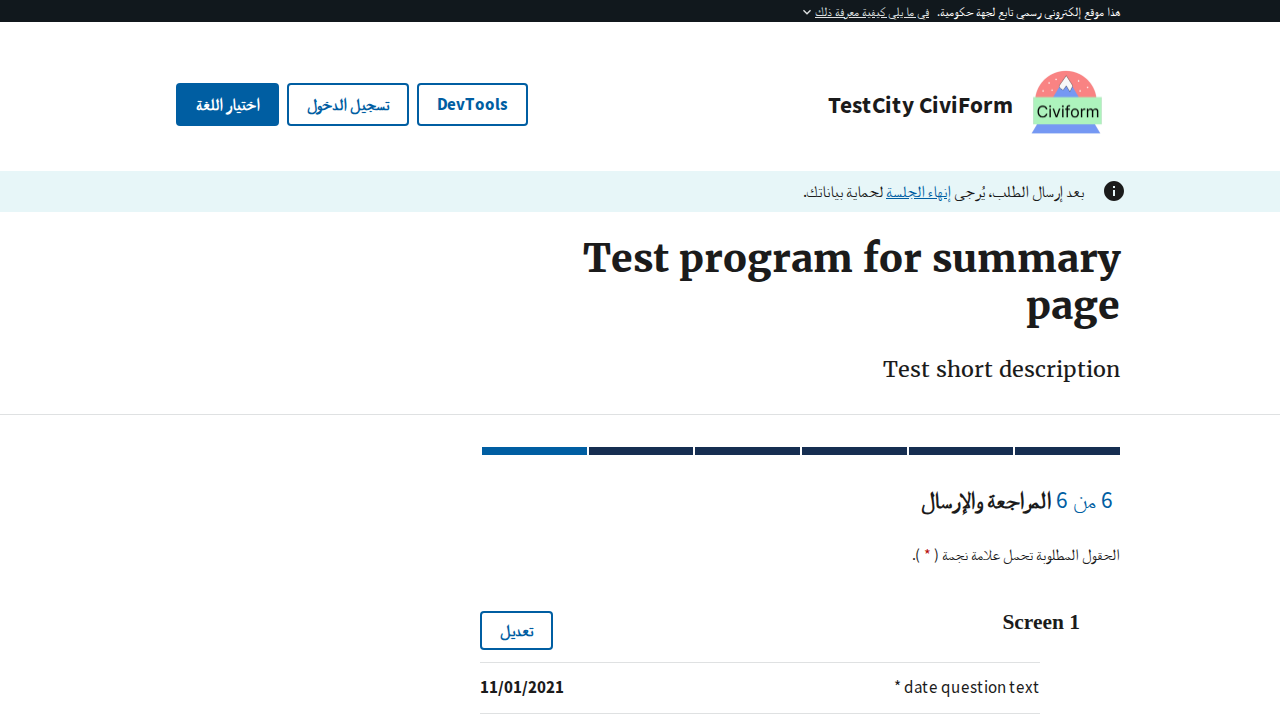 هذا موقع إلكتروني رسمي تابع لجهة حكومية. في ما يلي كيفية معرفة ذلك
Civiform
TestCity CiviForm
DevTools
تسجيل الدخول
اختيار اللغة
بعد إرسال الطلب، يُرجى إنهاء الجلسة لحماية بياناتك.
Test program for summary
page
Test short description
6 من 6 المراجعة والإرسال
الحقول المطلوبة تحمل علامة نجمة ( * ).
Screen 1
تعديل
date question text *
11/01/2021